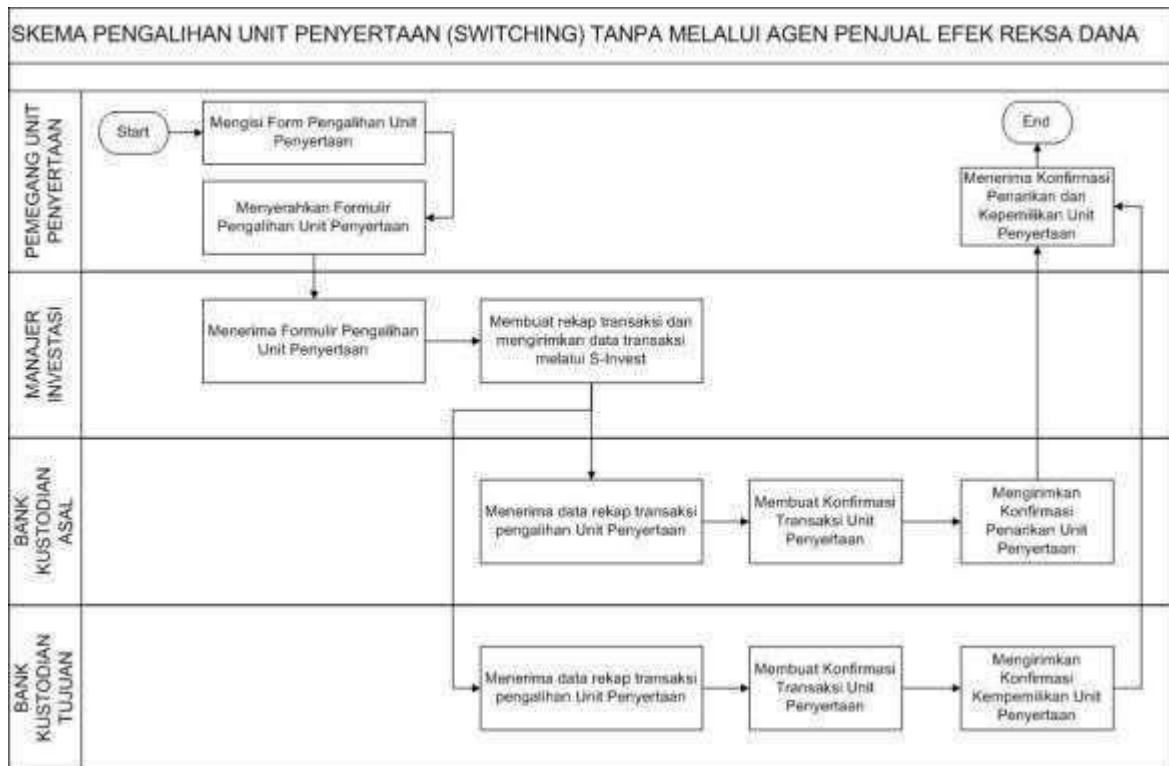 SKEMA PENGALIHAN UNIT PENYERTAAN (SWITCHING) TANPA MELALUI AGEN PENJUAL EFEK REKSA DANA
PEMEGANG UNIT
PENYERTAAN
Start
Mengisi Form Pengalihan Unit
Penyertaan
Menyerahkan Formulir
Pengalihan Unit Penyertaan
End
Menerima Konfirmasi
Penarikan dan
Kepemilikan Unit
Penyertaan
MANAJER
INVESTASI
Menerima Formulir Pengalihan
Unit Penyertaan
Membuat rekap transaksi dan
mengirimkan data transaksi
melalui S-Invest
BANK
KUSTODIAN
ASAL
Menerima data rekap transaksi
pengalihan Unit Penyertaan
Membuat Konfirmasi
Transaksi Unit
Penyertaan
Mengirimkan
Konfirmasi
Penarikan Unit
Penyertaan
BANK
KUSTODIAN
TUJUAN
Menerima data rekap transaksi
pengalihan Unit Penyertaan
Membuat Konfirmasi
Transaksi Unit
Penyertaan
Mengirimkan
Konfirmasi
Kempemilikan Unit
Penyertaan